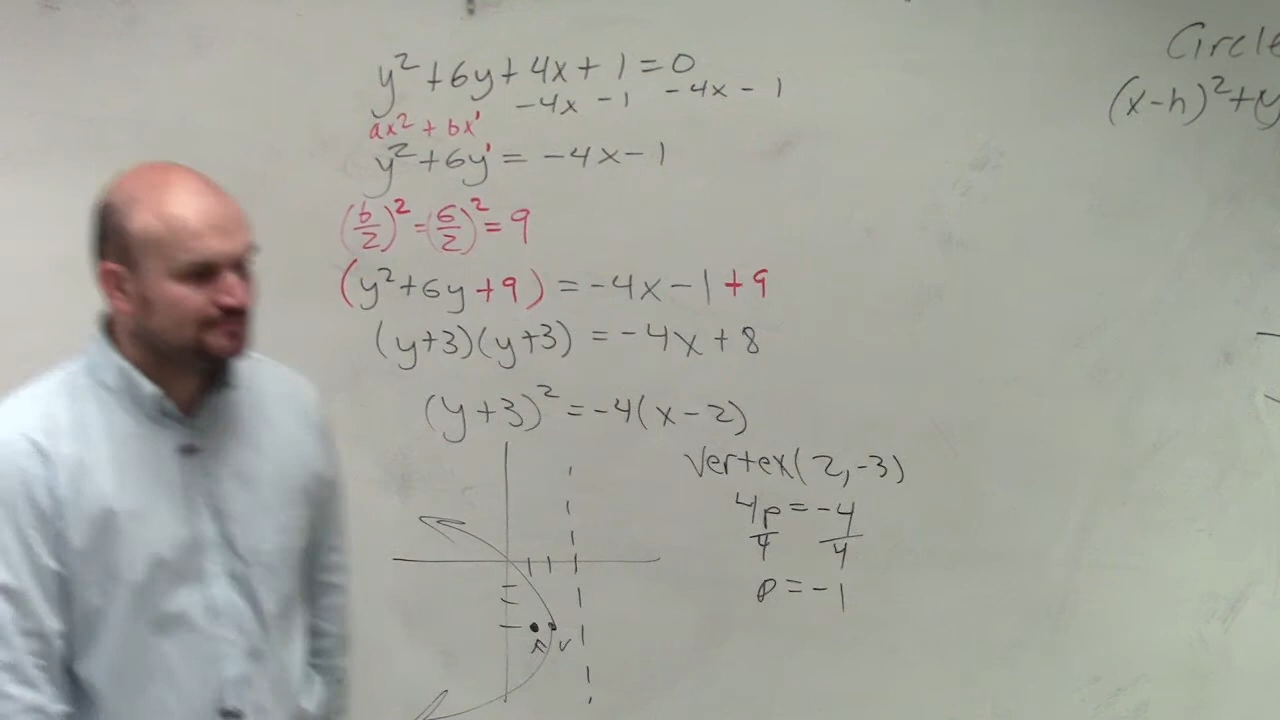 y² + 6y + 4x + 1 = 0
-4x - 1 -4x - 1
ax² + bx¹
y² + 6y¹ = -4x - 1
(b/2)² = (6/2)² = 9
(y² + 6y + 9) = -4x - 1 + 9
(y+3)(y+3) = -4x + 8
(y+3)² = -4(x-2)
Vertex (2, -3)
4p = -4
4 4
p = -1
V
Circle
(x-h)² + (y